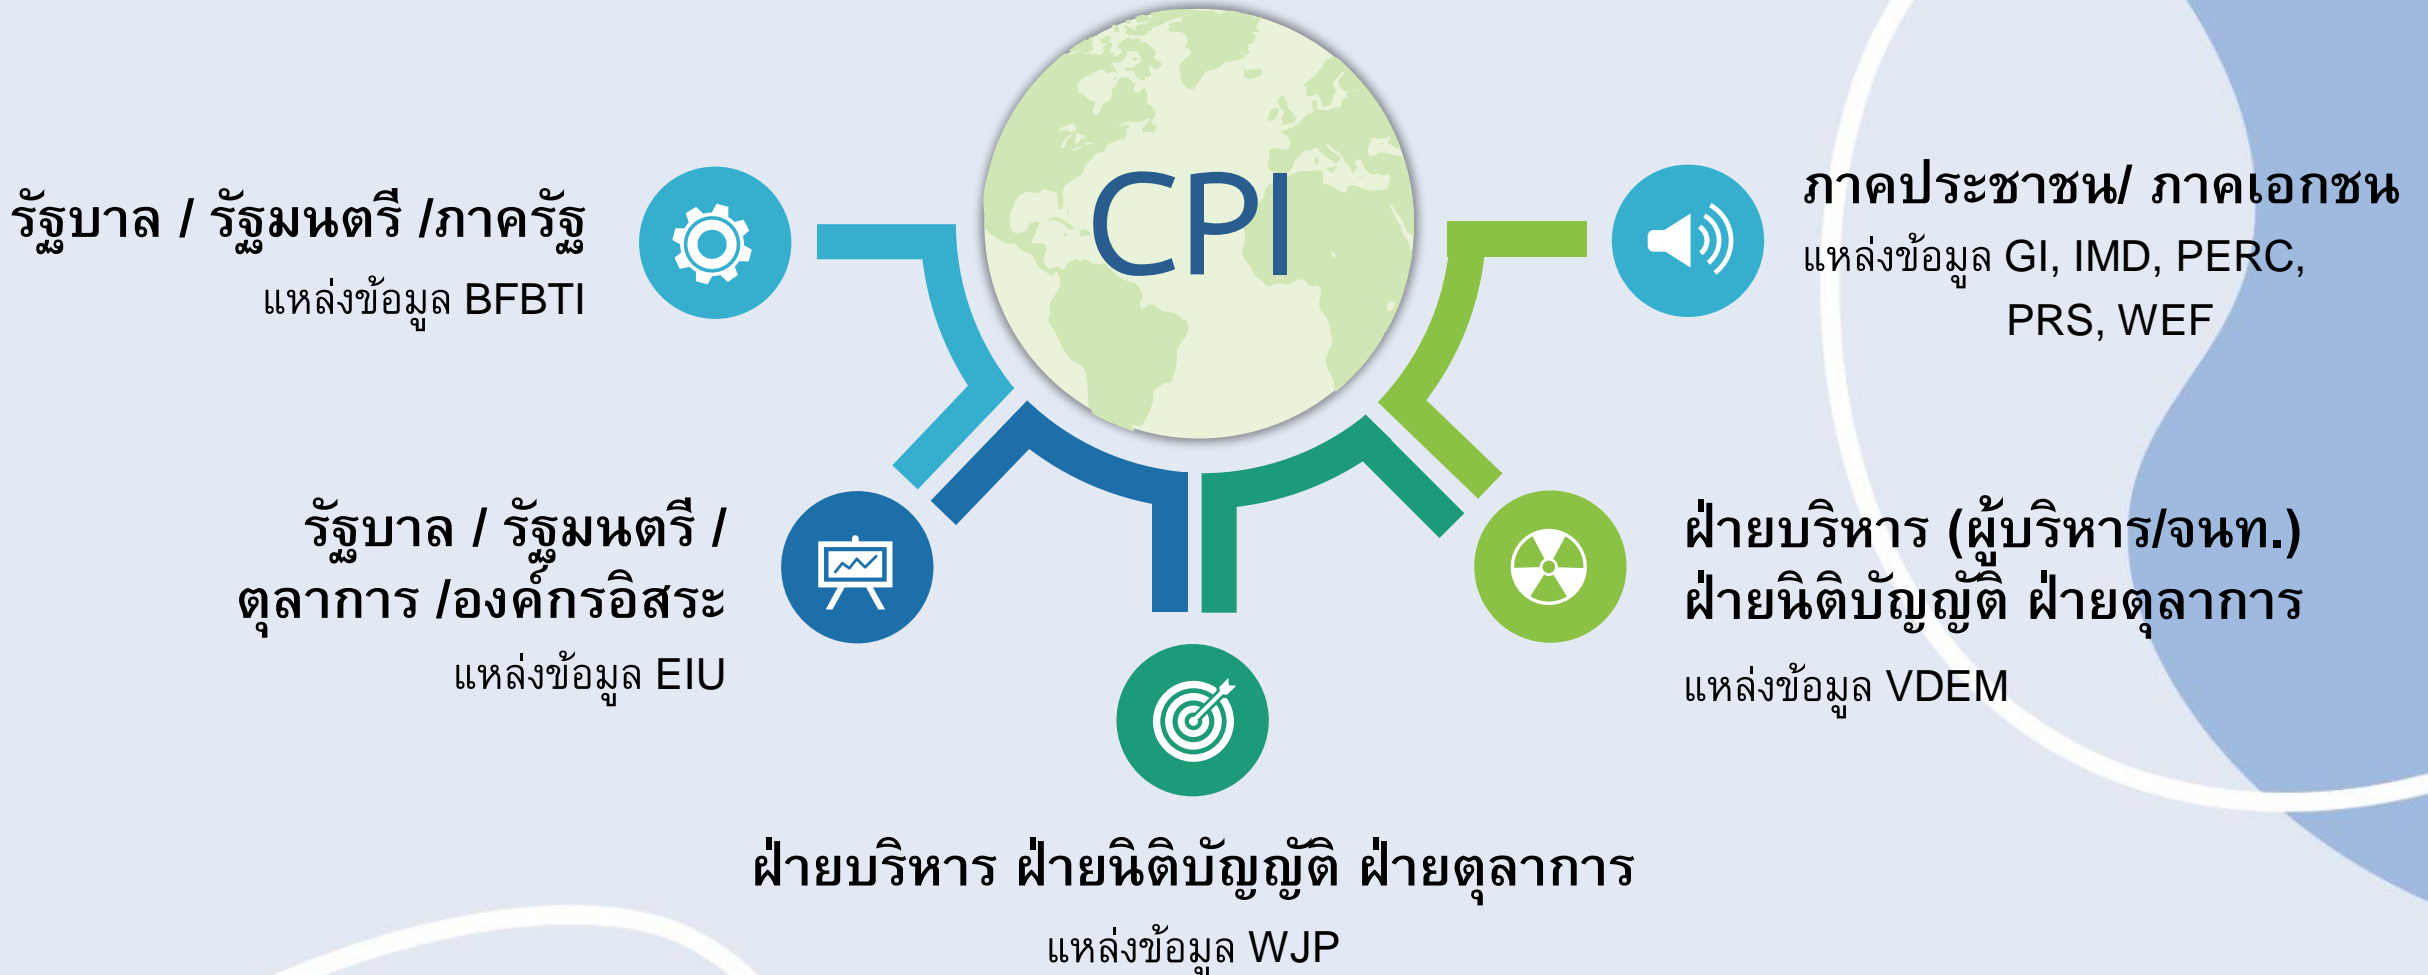 CPI
รัฐบาล / รัฐมนตรี /ภาครัฐ
แหล่งข้อมูล BFBTI
ภาคประชาชน/ ภาคเอกชน
แหล่งข้อมูล GI, IMD, PERC,
PRS, WEF
รัฐบาล / รัฐมนตรี /
ตุลาการ /องค์กรอิสระ
แหล่งข้อมูล EIU
ฝ่ายบริหาร (ผู้บริหาร/จนท.)
ฝ่ายนิติบัญญัติ ฝ่ายตุลาการ
แหล่งข้อมูล VDEM
ฝ่ายบริหาร ฝ่ายนิติบัญญัติ ฝ่ายตุลาการ
แหล่งข้อมูล WJP